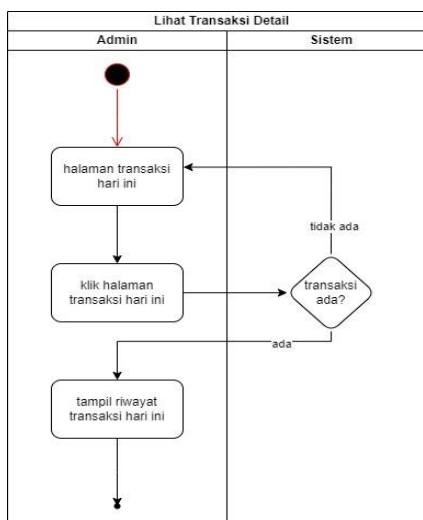 Lihat Transaksi Detail
Admin
Sistem
halaman transaksi
hari ini
tidak ada
klik halaman
transaksi hari ini
transaksi
ada?
ada
tampil riwayat
transaksi hari ini